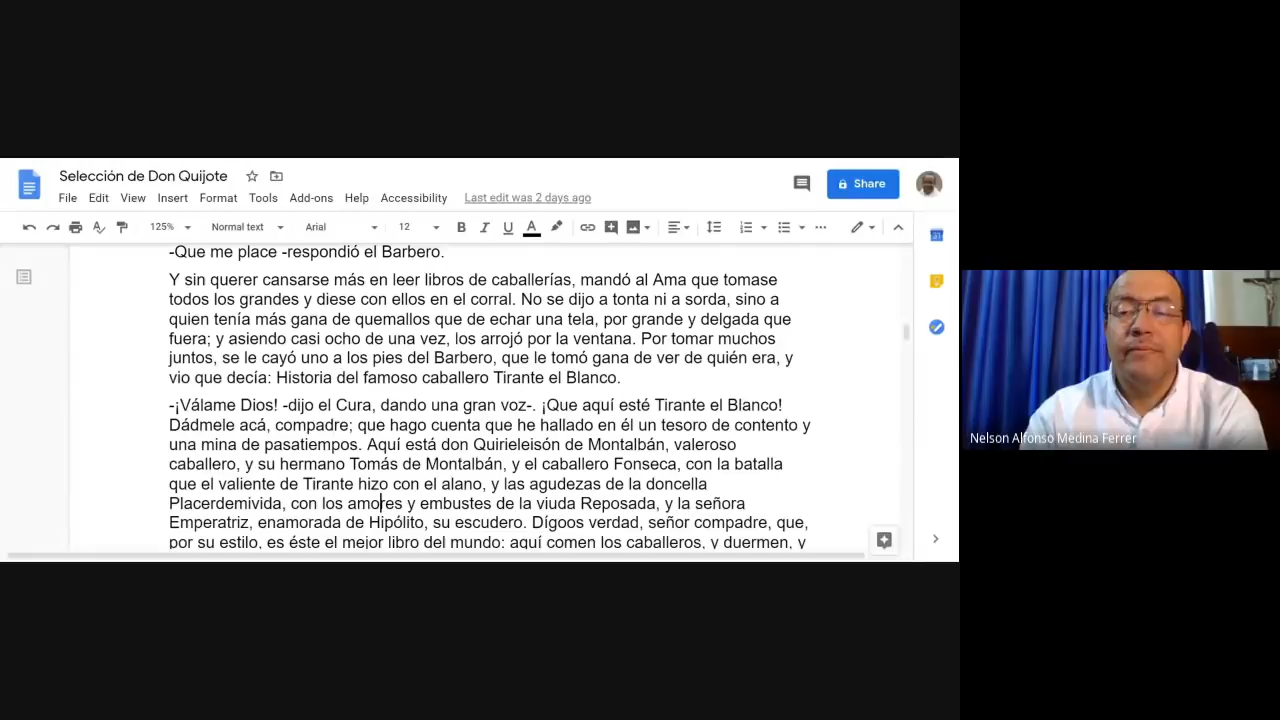 Selección de Don Quijote
File Edit View Insert Format Tools Add-ons Help Accessibility Last edit was 2 days ago
Share
125% Normal text Arial 12 B I U A
-Que me place -respondió el Barbero.
Y sin querer cansarse más en leer libros de caballerías, mandó al Ama que tomase
todos los grandes y diese con ellos en el corral. No se dijo a tonta ni a sorda, sino a
quien tenía más gana de quemallos que de echar una tela, por grande y delgada que
fuera; y asiendo casi ocho de una vez, los arrojó por la ventana. Por tomar muchos
juntos, se le cayó uno a los pies del Barbero, que le tomó gana de ver de quién era, y
vio que decía: Historia del famoso caballero Tirante el Blanco.
-¡Válame Dios! -dijo el Cura, dando una gran voz-. ¡Que aquí esté Tirante el Blanco!
Dádmele acá, compadre; que hago cuenta que he hallado en él un tesoro de contento y
una mina de pasatiempos. Aquí está don Quirieleisón de Montalbán, valeroso
caballero, y su hermano Tomás de Montalbán, y el caballero Fonseca, con la batalla
que el valiente de Tirante hizo con el alano, y las agudezas de la doncella
Placerdemivida, con los amores y embustes de la viuda Reposada, y la señora
Emperatriz, enamorada de Hipólito, su escudero. Dígoos verdad, señor compadre, que,
por su estilo, es éste el mejor libro del mundo: aquí comen los caballeros, y duermen, y
Nelson Alfonso Medina Ferrer